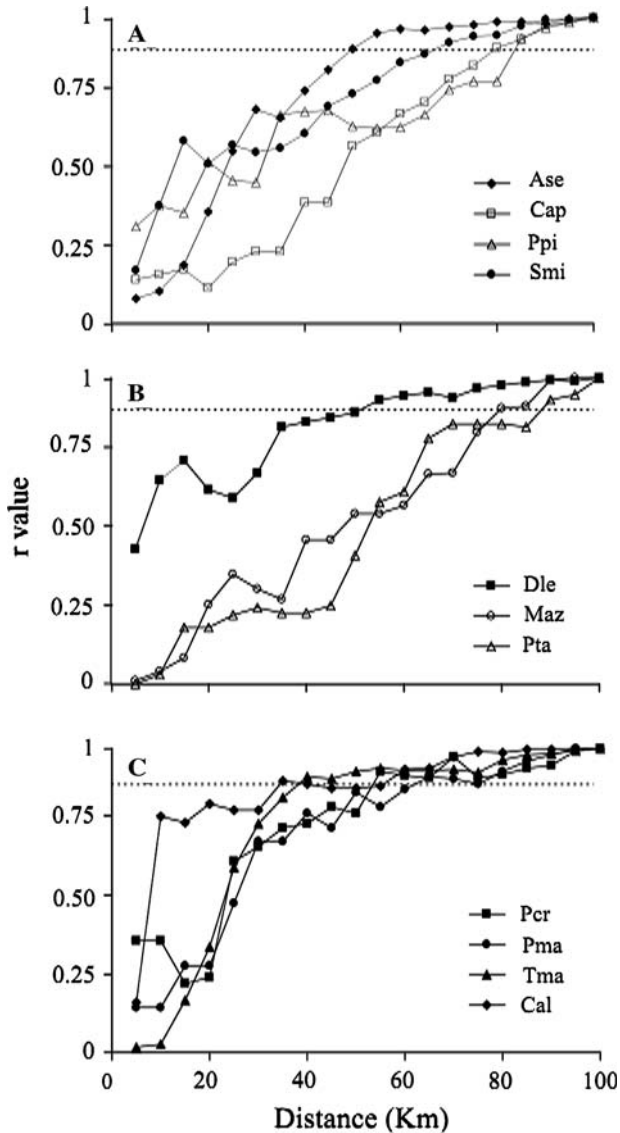 1
A
0.75
0.50
0.25
0
Ase
Cap
Ppi
Smi
1
B
0.75
0.50
0.25
0
r value
Dle
Maz
Pta
1
C
0.75
0.50
0.25
0
Pcr
Pma
Tma
Cal
0 20 40 60 80 100
Distance (Km)